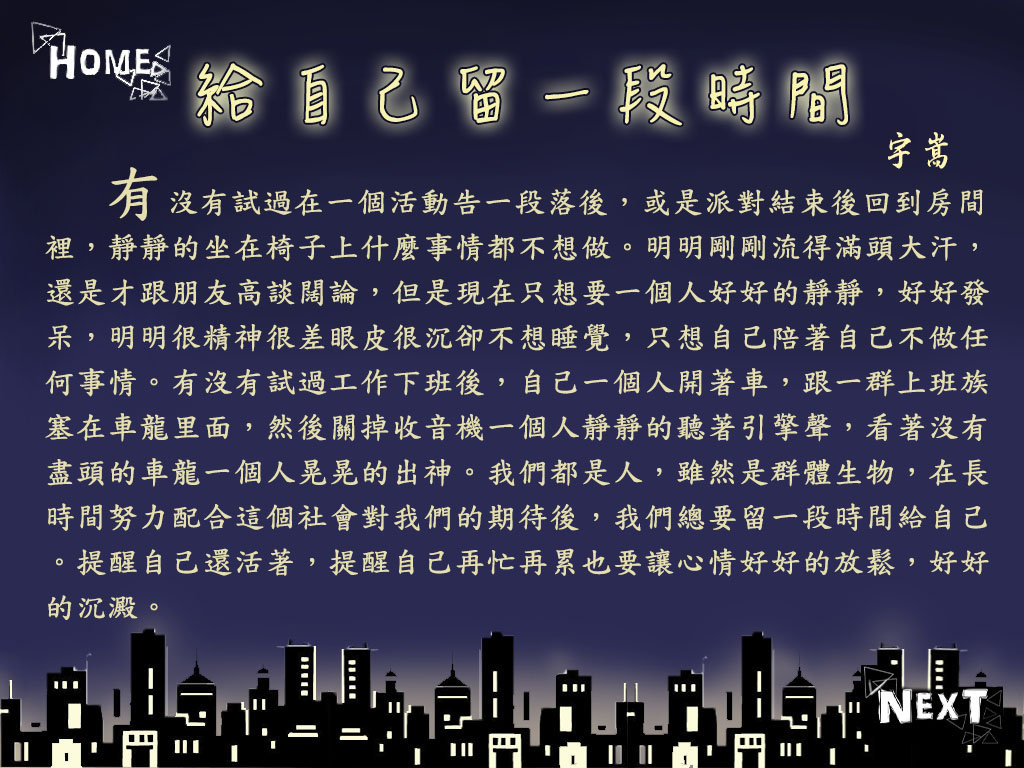 HOME
給自己留一段時間
字嵩
有沒有試過在一個活動告一段落後，或是派對結束後回到房間
裡，靜靜的坐在椅子上什麼事情都不想做。明明剛剛流得滿頭大汗，
還是才跟朋友高談闊論，但是現在只想要一個人好好的靜靜，好好發
呆，明明很精神很差眼皮很沉卻不想睡覺，只想自己陪著自己不做任
何事情。有沒有試過工作下班後，自己一個人開著車，跟一群上班族
塞在車龍里面，然後關掉收音機一個人靜靜的聽著引擎聲，看著沒有
盡頭的車龍一個人晃晃的出神。我們都是人，雖然是群體生物，在長
時間努力配合這個社會對我們的期待後，我們總要留一段時間給自己
。提醒自己還活著，提醒自己再忙再累也要讓心情好好的放鬆，好好
的沉澱。
NEXT